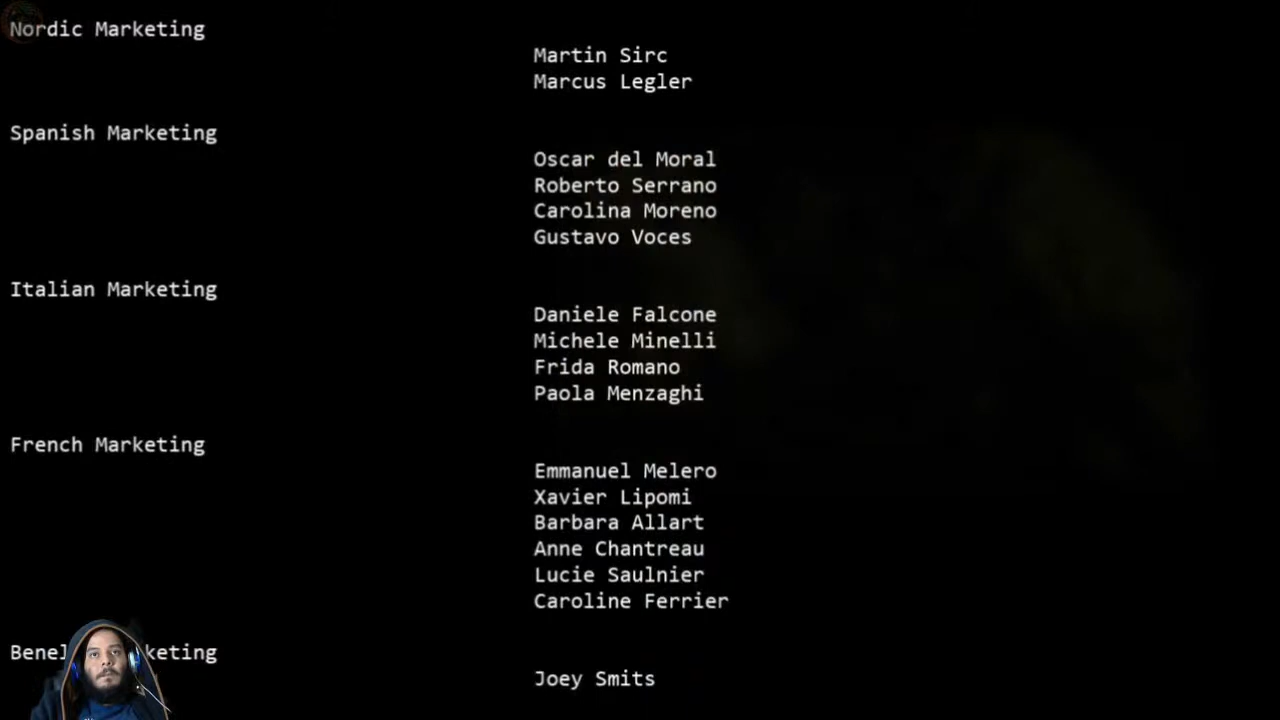 Nordic Marketing
Martin Sirc
Marcus Legler
Spanish Marketing
Oscar del Moral
Roberto Serrano
Carolina Moreno
Gustavo Voces
Italian Marketing
Daniele Falcone
Michele Minelli
Frida Romano
Paola Menzaghi
French Marketing
Emmanuel Melero
Xavier Lipomi
Barbara Allart
Anne Chantreau
Lucie Saulnier
Caroline Ferrier
Joey Smits